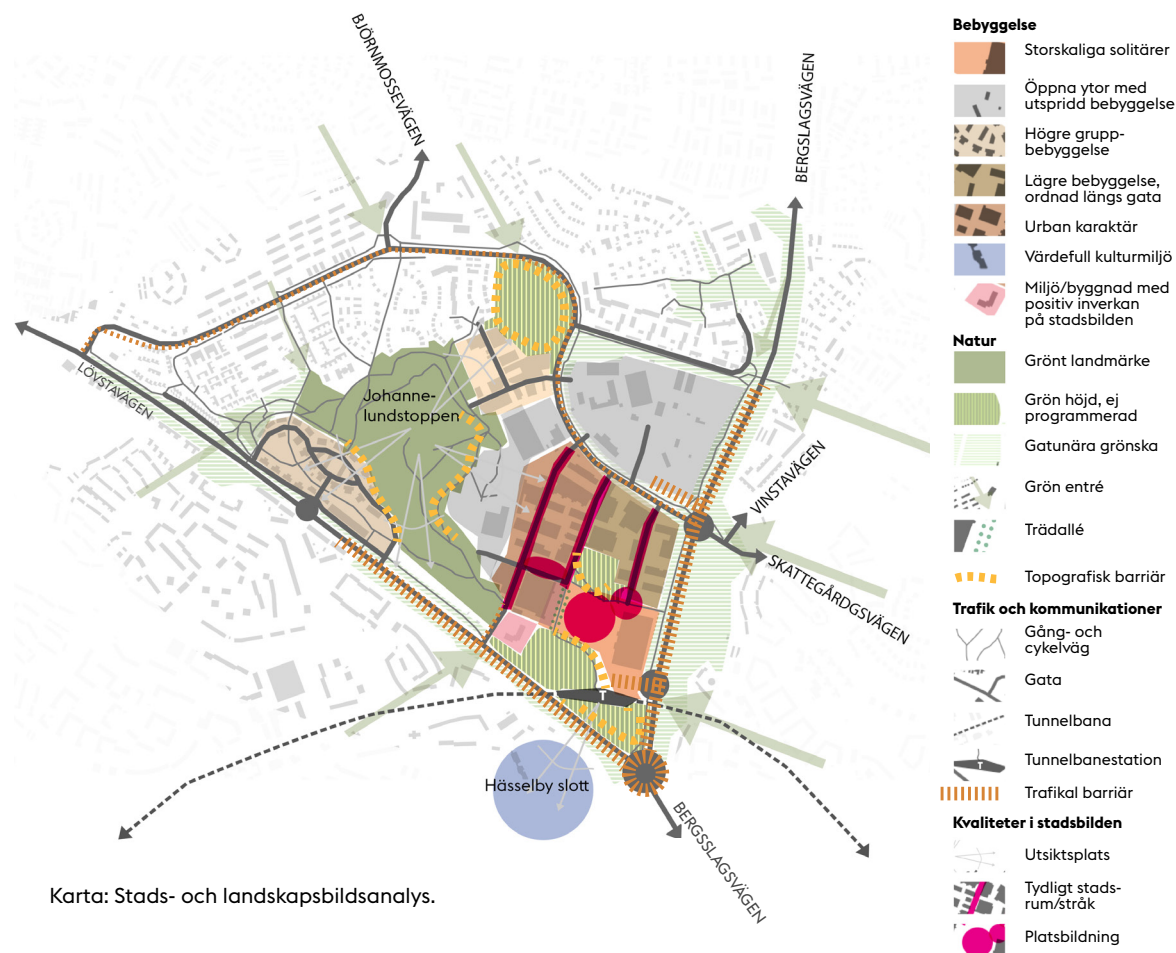 BJÖRNMOSSEVÄGEN
BERGSLAGSVÄGEN
LÖVSTAVÄGEN
Johanne-
lundstoppen
VINSTAVÄGEN
SKATTEGÅRDGSVÄGEN
T
Hässelby slott
BERGSSLAGSVÄGEN
Karta: Stads- och landskapsbildsanalys.
Bebyggelse
Storskaliga solitärer
Öppna ytor med
utspridd bebyggelse
Högre grupp-
bebyggelse
Lägre bebyggelse,
ordnad längs gata
Urban karaktär
Värdefull kulturmiljö
Miljö/byggnad med
positiv inverkan
på stadsbilden
Natur
Grönt landmärke
Grön höjd, ej
programmerad
Gatunära grönska
Grön entré
Trädallé
Topografisk barriär
Trafik och kommunikationer
Gång- och
cykelväg
Gata
Tunnelbana
T
Tunnelbanestation
Trafikal barriär
Kvaliteter i stadsbilden
Utsiktsplats
Tydligt stads-
rum/stråk
Platsbildning